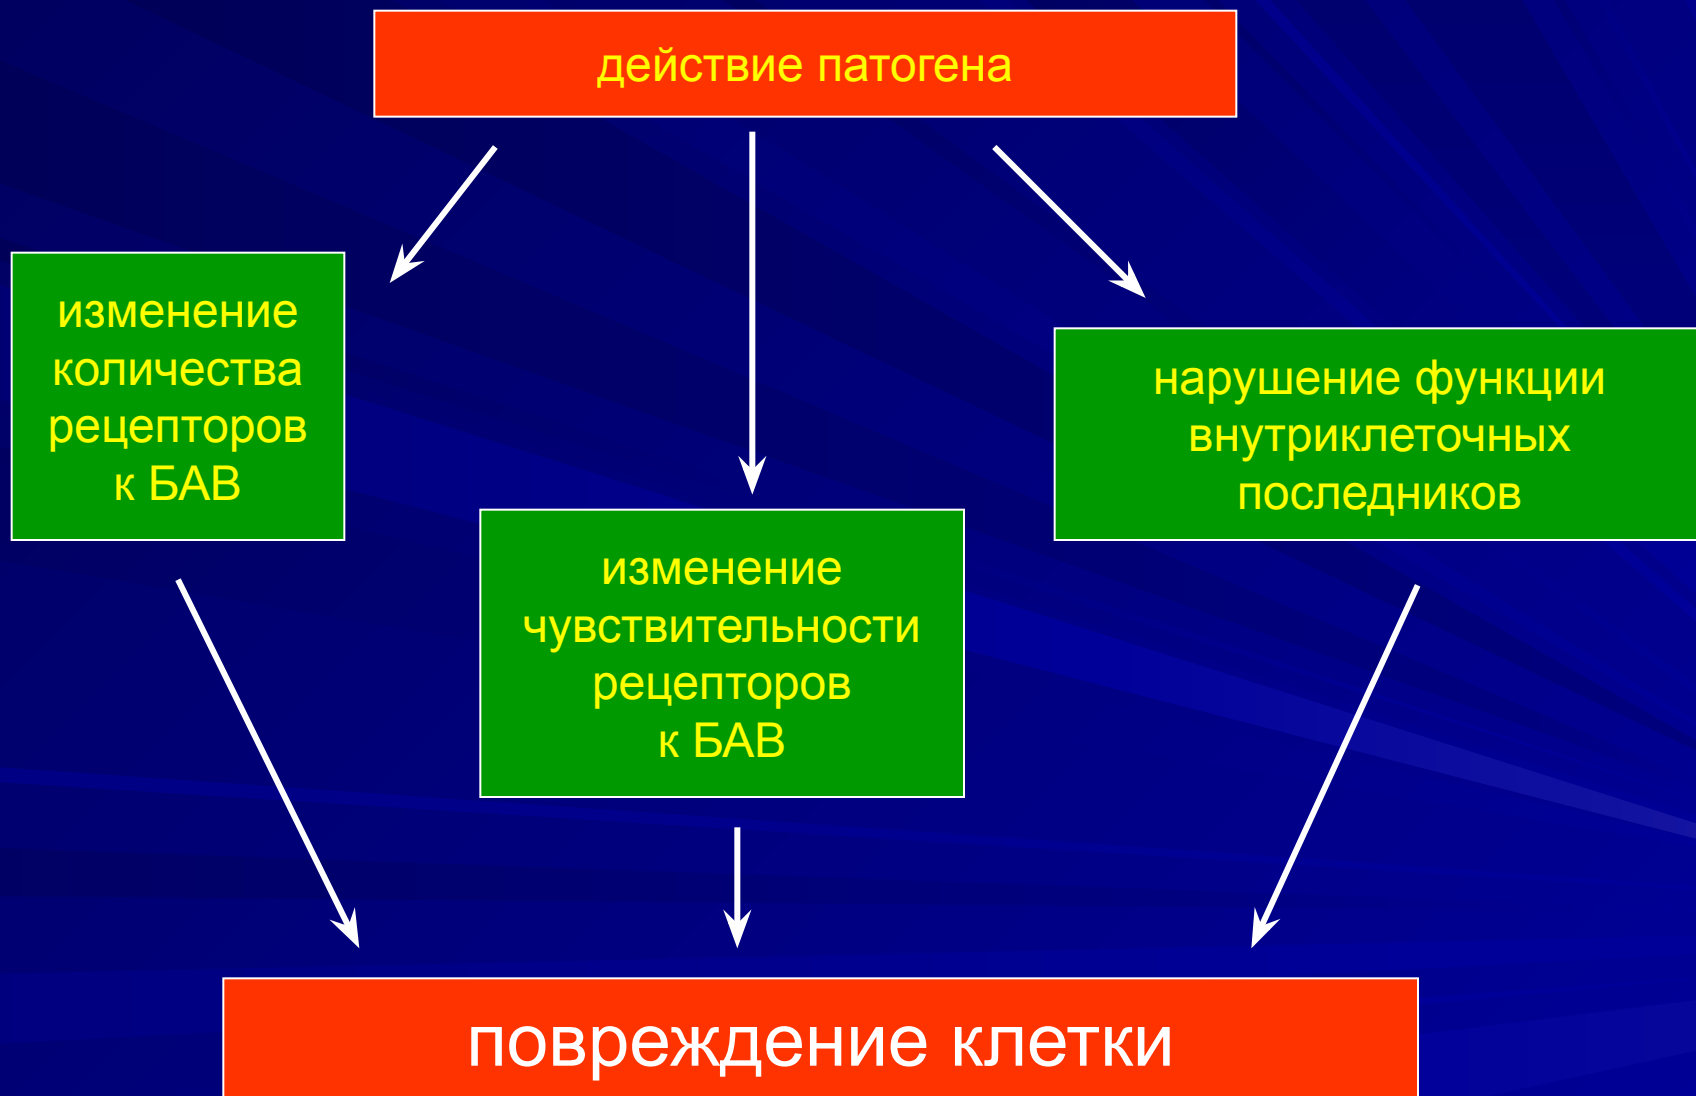 действие патогена
изменение
количества
рецепторов
к БАВ
изменение
чувствительности
рецепторов
к БАВ
нарушение функции
внутриклеточных
последников
повреждение клетки